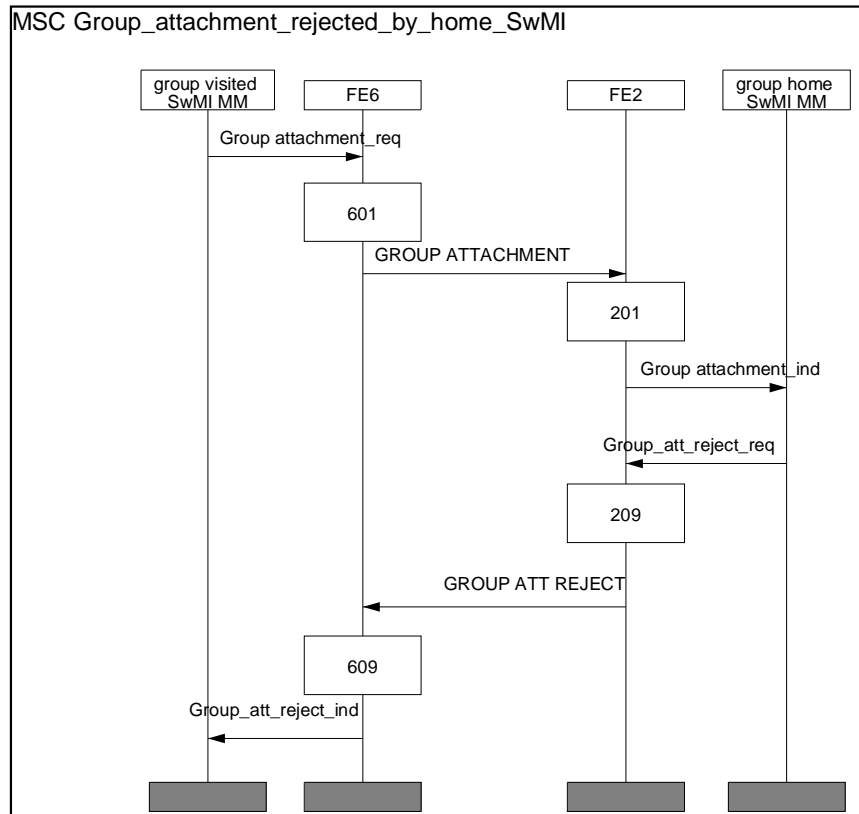 MSC Group_attachment_rejected_by_home_SwMI
group visited
SwMI MM
FE6
FE2
group home
SwMI MM
Group attachment_req
601
GROUP ATTACHMENT
201
Group attachment_ind
Group_att_reject_req
209
GROUP ATT REJECT
609
Group_att_reject_ind